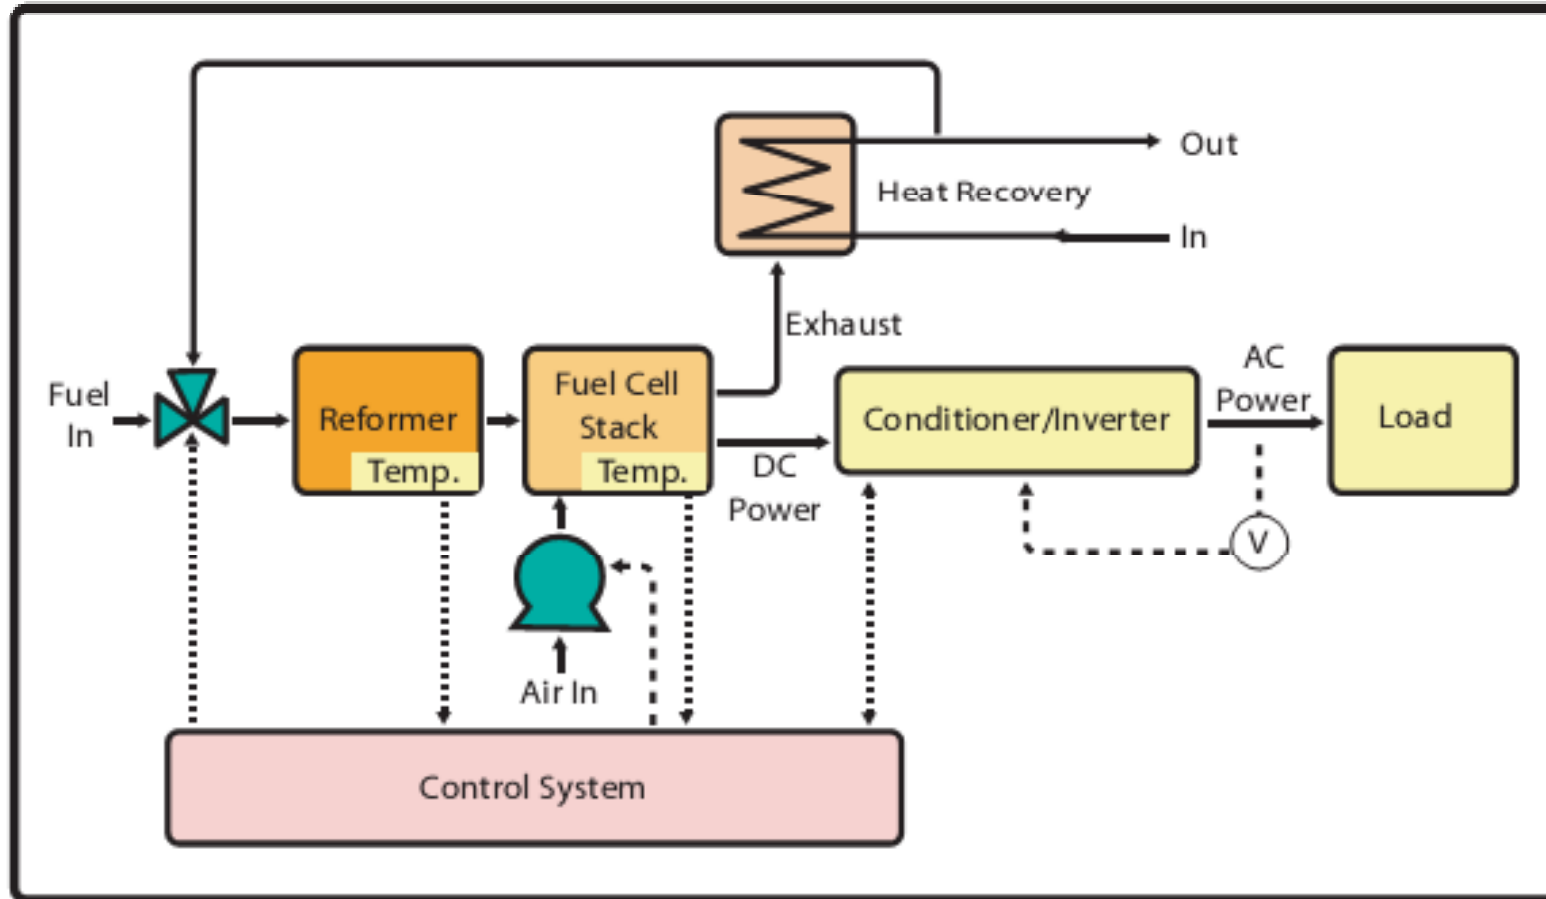 Out
Heat Recovery
In
Exhaust
Fuel
In
Reformer
Temp.
Fuel Cell
Stack
Temp.
DC
Power
Conditioner/Inverter
AC
Power
Load
V
Air In
Control System